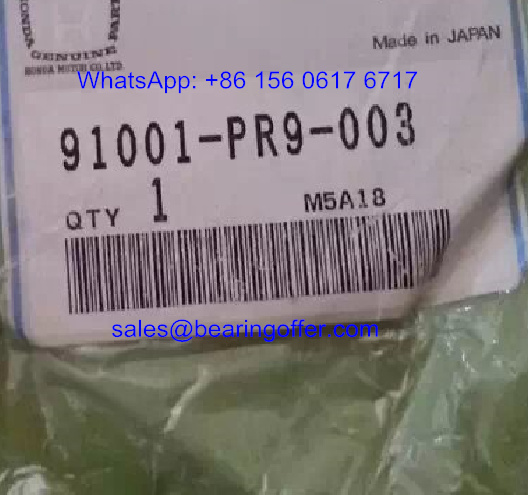 HONDA GENUINE PARTS
HONDA MOTOR CO., LTD.
Made in JAPAN
WhatsApp: +86 156 0617 6717
91001-PR9-003
QTY 1
M5A18
sales@bearingoffer.com